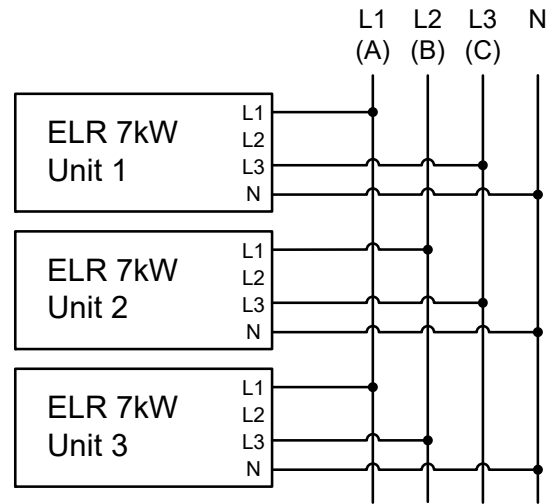 L1 L2 L3 N
(A) (B) (C)
ELR 7kW
Unit 1
L1
L2
L3
N
ELR 7kW
Unit 2
L1
L2
L3
N
ELR 7kW
Unit 3
L1
L2
L3
N